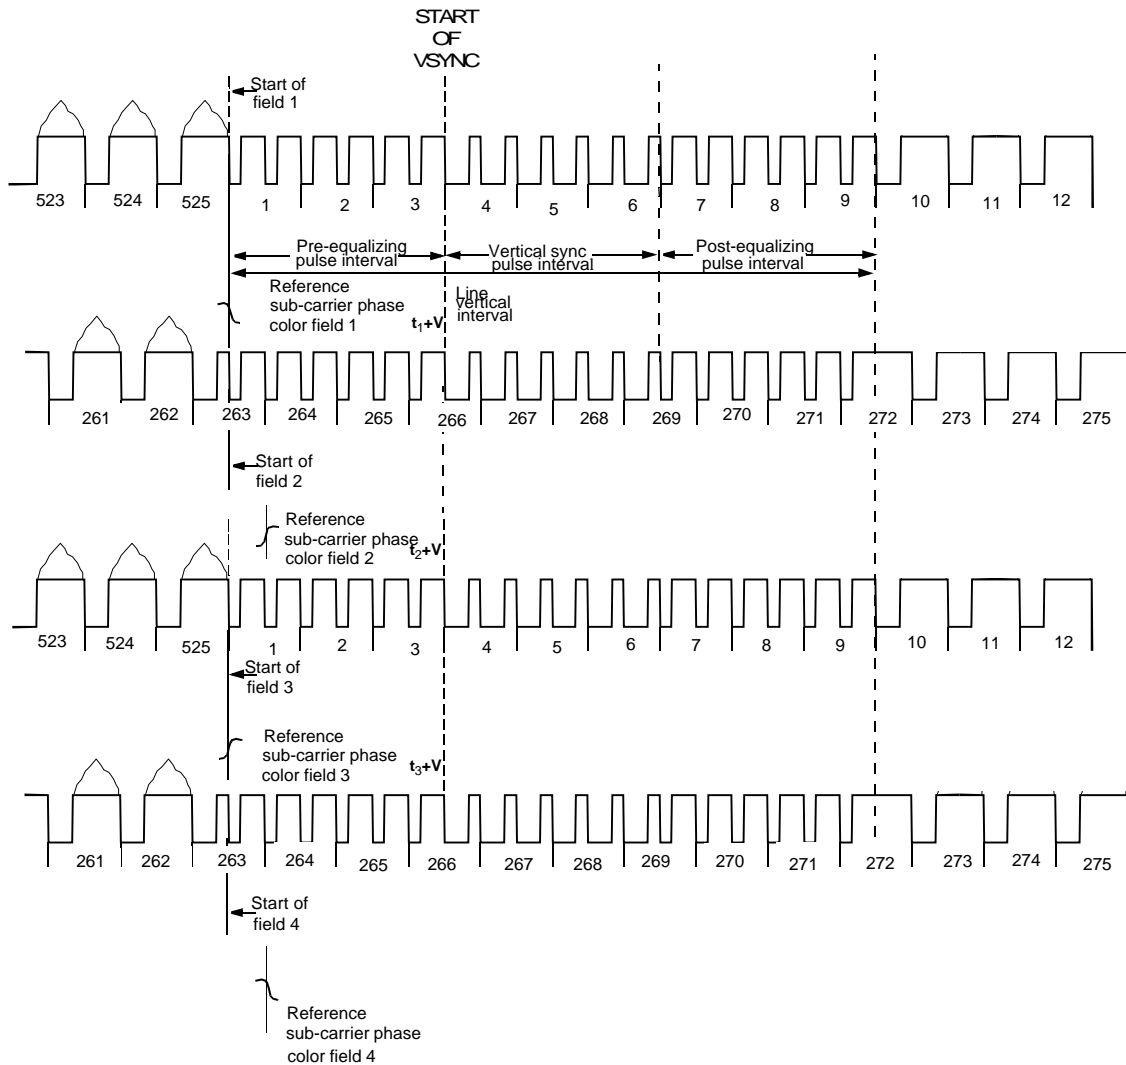 START
OF
VSYNC
Start of
field 1
523 524 525 1 2 3 4 5 6 7 8 9 10 11 12
Pre-equalizing
pulse interval
Vertical sync
pulse interval
Post-equalizing
pulse interval
Reference
sub-carrier phase
color field 1
t1+V
Line
vertical
interval
261 262 263 264 265 266 267 268 269 270 271 272 273 274 275
Start of
field 2
Reference
sub-carrier phase
color field 2
t2+V
523 524 525 1 2 3 4 5 6 7 8 9 10 11 12
Start of
field 3
Reference
sub-carrier phase
color field 3
t3+V
261 262 263 264 265 266 267 268 269 270 271 272 273 274 275
Start of
field 4
Reference
sub-carrier phase
color field 4